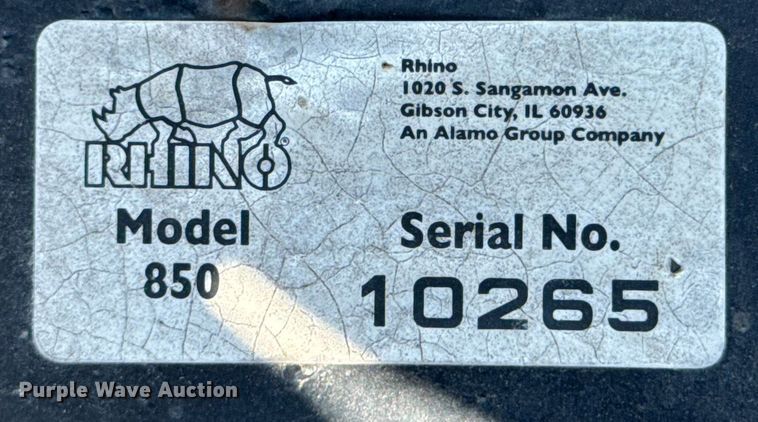 Rhino
1020 S. Sangamon Ave.
Gibson City, IL 60936
An Alamo Group Company
RHINO®
Model
850
Serial No.
10265
Purple Wave Auction